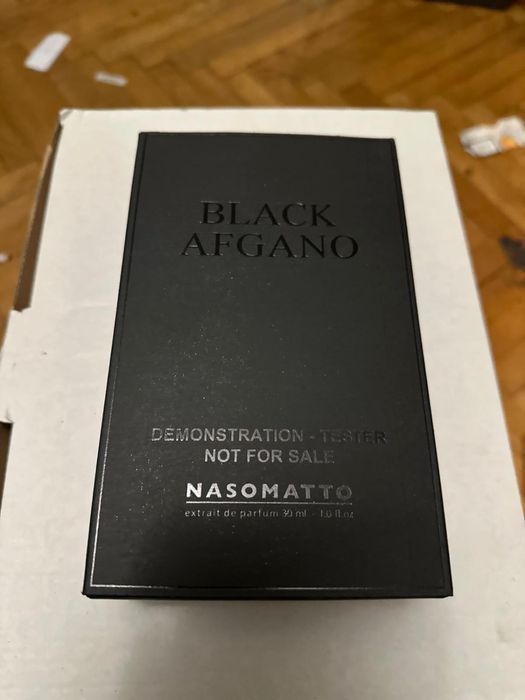 BLACK
AFGANO
DEMONSTRATION - TESTER
NOT FOR SALE
NASOMATTO
extrait de parfum 30 ml - 1.0 fl.oz